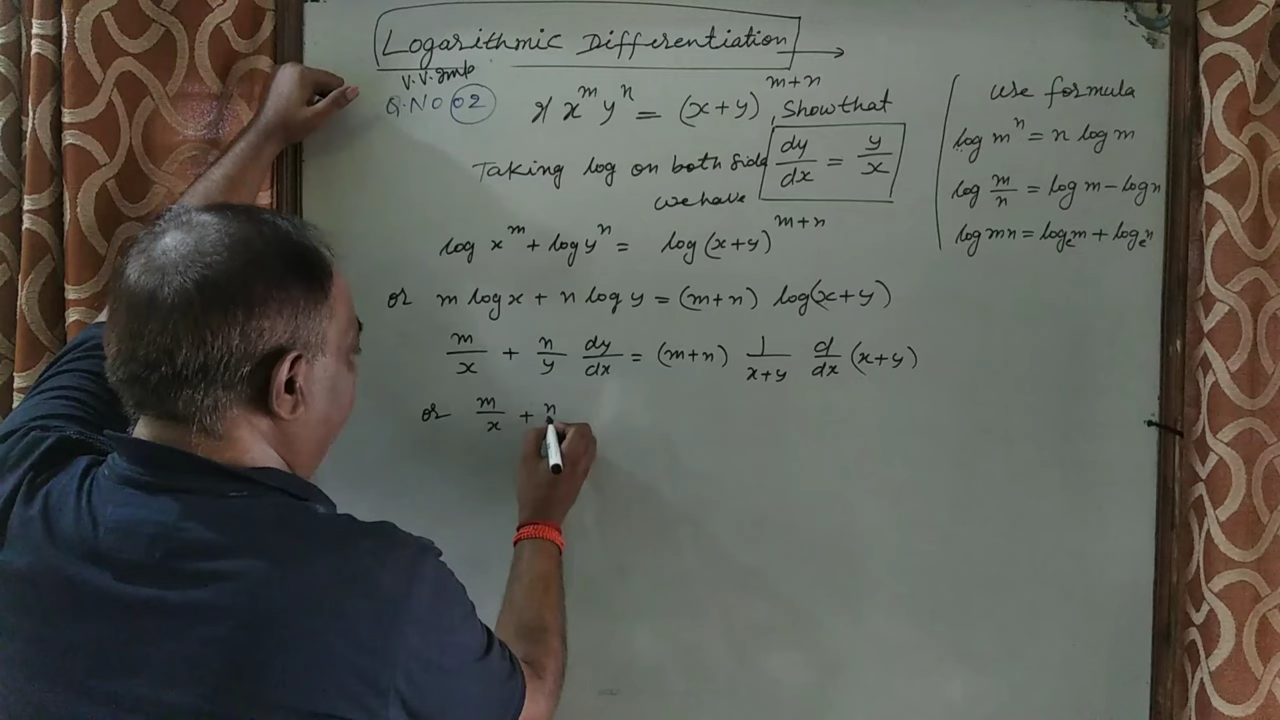 Logarithmic Differentiation →
V.V. Imp
Q.NO 02 If x^m y^n = (x+y)^{m+n}, Show that
dy/dx = y/x
Taking log on both side
we have
log x^m + log y^n = log (x+y)^{m+n}
or m log x + n log y = (m+n) log(x+y)
m/x + n/y dy/dx = (m+n) 1/x+y d/dx (x+y)
or m/x + n
Use formula
log m^n = n log m
log m/n = log m - log n
log mn = log_e m + log_e n